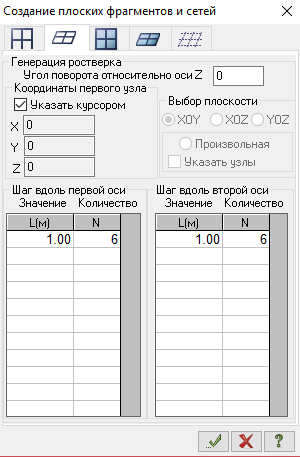 Создание плоских фрагментов и сетей
Генерация ростверка
Угол поворота относительно оси Z 0
Координаты первого узла
Указать курсором
X 0
Y 0
Z 0
Выбор плоскости
XOY XOZ YOZ
Произвольная
Указать узлы
Шаг вдоль первой оси
Значение Количество
L(м) N
1.00 6
Шаг вдоль второй оси
Значение Количество
L(м) N
1.00 6
?